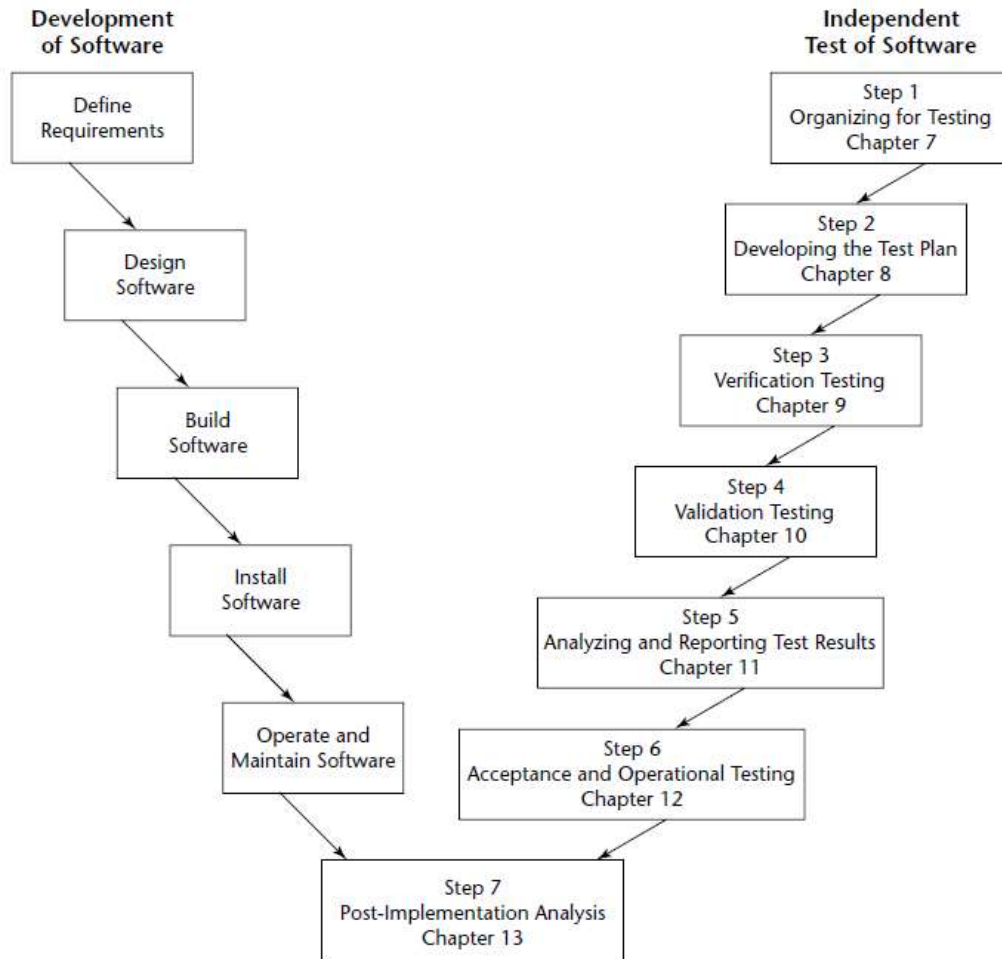 Development
of Software
Define
Requirements
Design
Software
Build
Software
Install
Software
Operate and
Maintain Software
Independent
Test of Software
Step 1
Organizing for Testing
Chapter 7
Step 2
Developing the Test Plan
Chapter 8
Step 3
Verification Testing
Chapter 9
Step 4
Validation Testing
Chapter 10
Step 5
Analyzing and Reporting Test Results
Chapter 11
Step 6
Acceptance and Operational Testing
Chapter 12
Step 7
Post-Implementation Analysis
Chapter 13